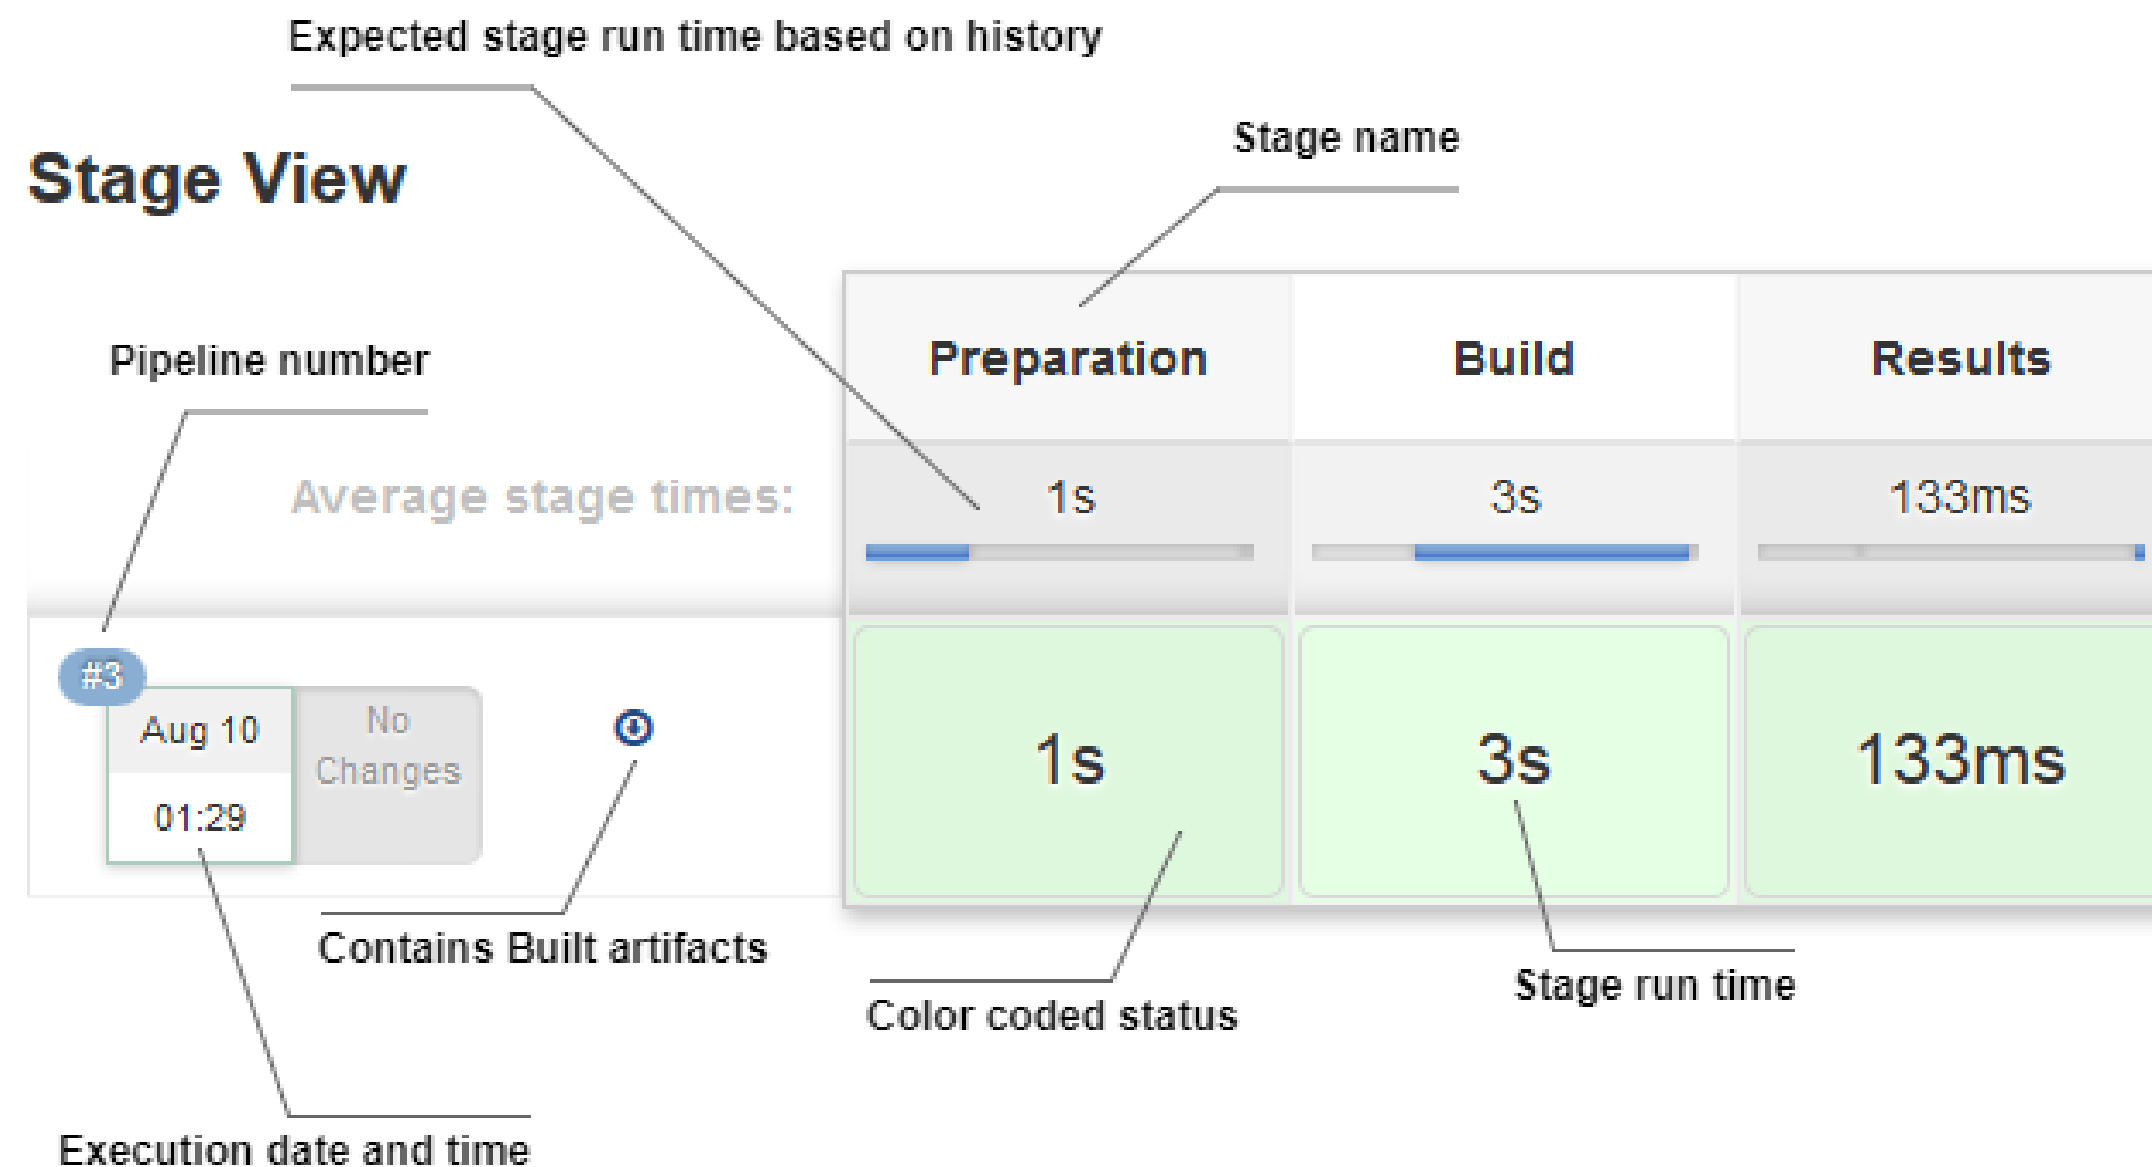 Expected stage run time based on history
Stage name
Stage View
Pipeline number
Preparation
Build
Results
Average stage times:
1s
3s
133ms
#3
Aug 10
01:29
No
Changes
1s
3s
133ms
Contains Built artifacts
Color coded status
Stage run time
Execution date and time